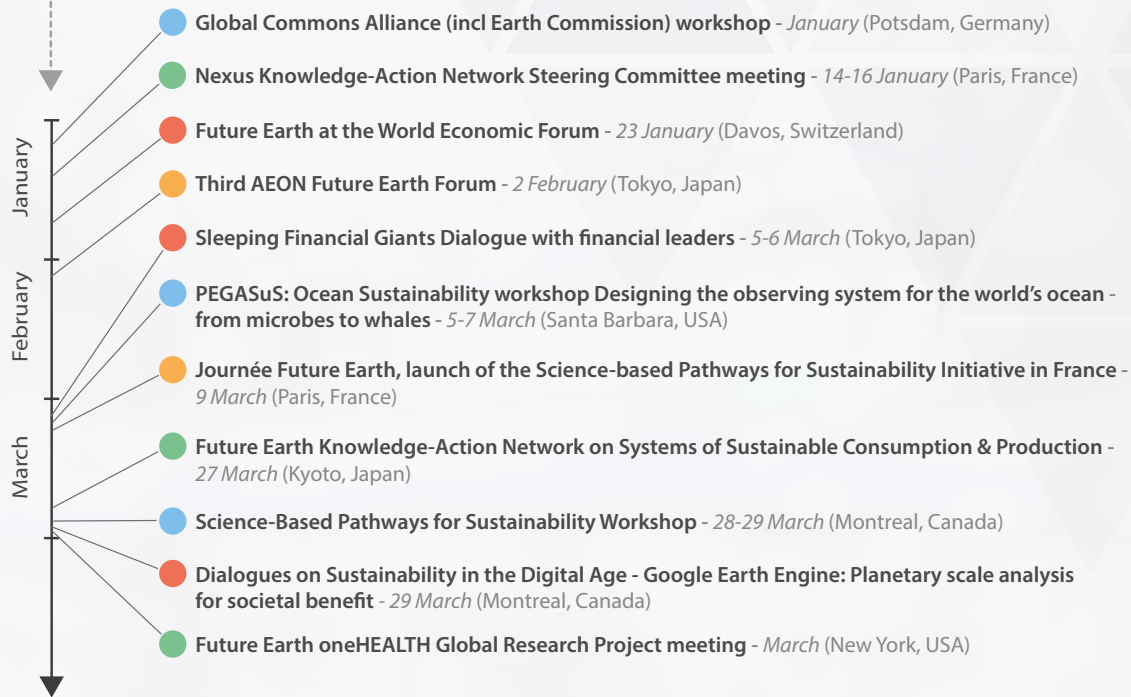 Global Commons Alliance (incl Earth Commission) workshop - January (Potsdam, Germany)
Nexus Knowledge-Action Network Steering Committee meeting - 14-16 January (Paris, France)
Future Earth at the World Economic Forum - 23 January (Davos, Switzerland)
Third AEON Future Earth Forum - 2 February (Tokyo, Japan)
Sleeping Financial Giants Dialogue with financial leaders - 5-6 March (Tokyo, Japan)
PEGASuS: Ocean Sustainability workshop Designing the observing system for the world's ocean -
from microbes to whales - 5-7 March (Santa Barbara, USA)
Journée Future Earth, launch of the Science-based Pathways for Sustainability Initiative in France -
9 March (Paris, France)
Future Earth Knowledge-Action Network on Systems of Sustainable Consumption & Production -
27 March (Kyoto, Japan)
Science-Based Pathways for Sustainability Workshop - 28-29 March (Montreal, Canada)
Dialogues on Sustainability in the Digital Age - Google Earth Engine: Planetary scale analysis
for societal benefit - 29 March (Montreal, Canada)
Future Earth oneHEALTH Global Research Project meeting - March (New York, USA)
January
February
March